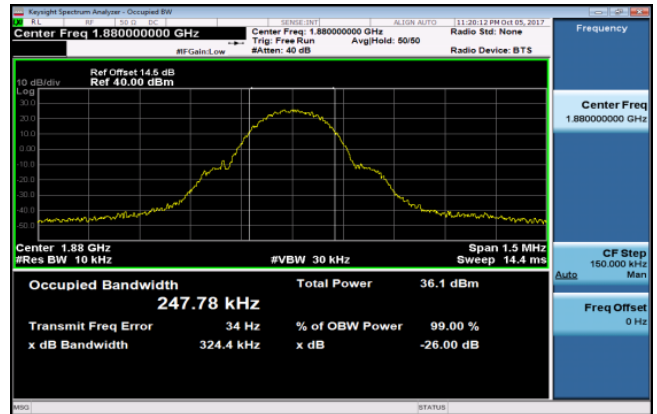 Keysight Spectrum Analyzer - Occupied BW
LXI RL RF 50 Ω DC SENSE:INT ALIGN AUTO 11:20:12 PM Oct 05, 2017
Center Freq 1.880000000 GHz
Center Freq: 1.880000000 GHz
Radio Std: None
Trig: Free Run Avg|Hold: 50/50
#IFGain:Low #Atten: 40 dB Radio Device: BTS
Ref Offset 14.5 dB
10 dB/div Ref 40.00 dBm
Log
30.0
20.0
10.0
0.00
-10.0
-20.0
-30.0
-40.0
-50.0
Center 1.88 GHz Span 1.5 MHz
#Res BW 10 kHz #VBW 30 kHz Sweep 14.4 ms
Occupied Bandwidth Total Power 36.1 dBm
247.78 kHz
Transmit Freq Error 34 Hz % of OBW Power 99.00 %
x dB Bandwidth 324.4 kHz x dB -26.00 dB
MSG STATUS
Frequency
Center Freq
1.880000000 GHz
CF Step
150.000 kHz
Auto Man
Freq Offset
0 Hz